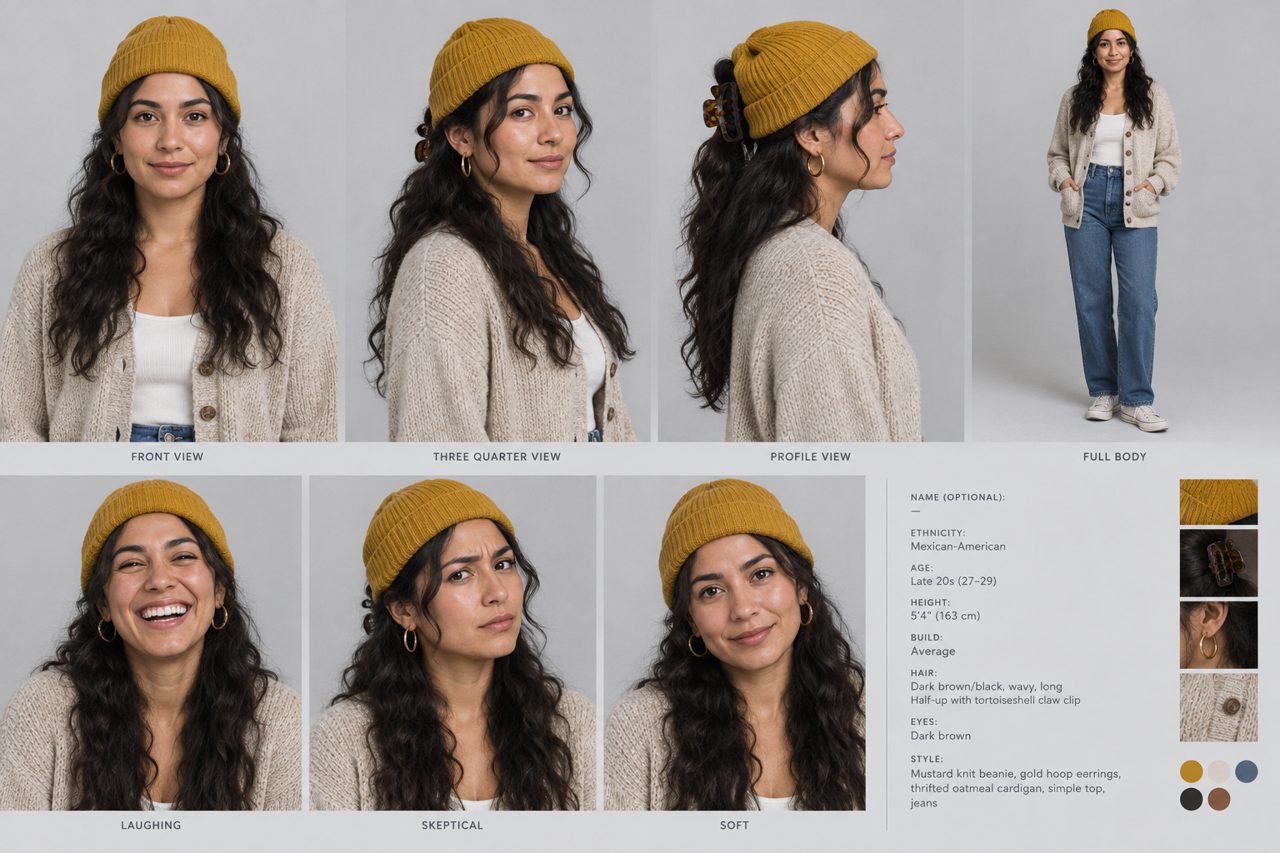 FRONT VIEW
THREE QUARTER VIEW
PROFILE VIEW
FULL BODY
LAUGHING
SKEPTICAL
SOFT
NAME (OPTIONAL):
—
ETHNICITY:
Mexican-American
AGE:
Late 20s (27–29)
HEIGHT:
5'4" (163 cm)
BUILD:
Average
HAIR:
Dark brown/black, wavy, long
Half-up with tortoiseshell claw clip
EYES:
Dark brown
STYLE:
Mustard knit beanie, gold hoop earrings,
thrifted oatmeal cardigan, simple top,
jeans